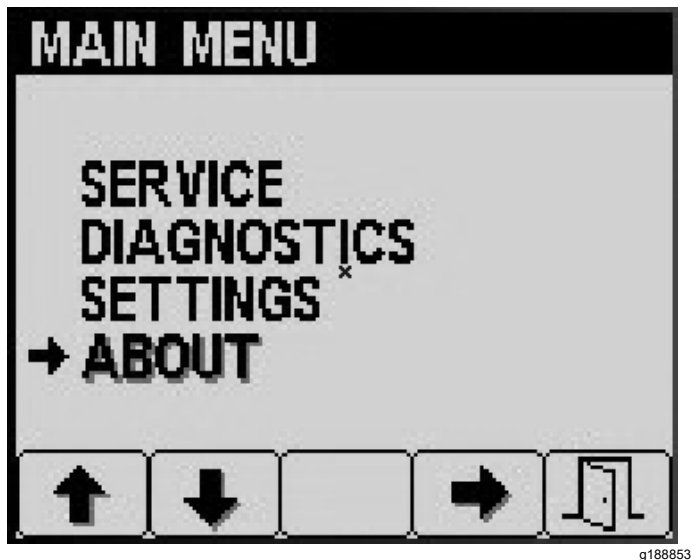 MAIN MENU
SERVICE
DIAGNOSTICS
SETTINGS
ABOUT
g188853